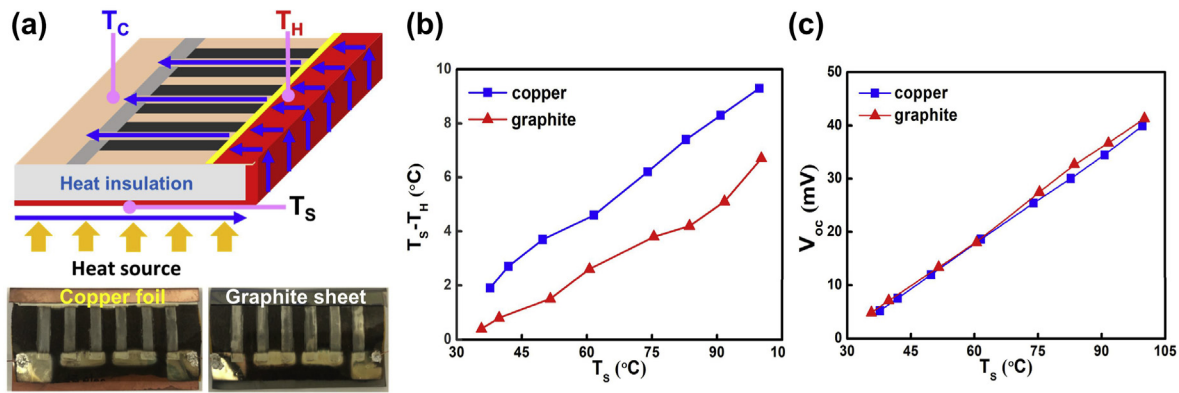 (a)
T_C
T_H
Heat insulation
T_S
Heat source
Copper foil
Graphite sheet
(b)
10
8
6
4
2
0
T_S-T_H (°C)
copper
graphite
30
45
60
75
90
10
T_S (°C)
(c)
50
40
30
20
10
0
V_oc (mV)
copper
graphite
30
45
60
75
90
105
T_S (°C)